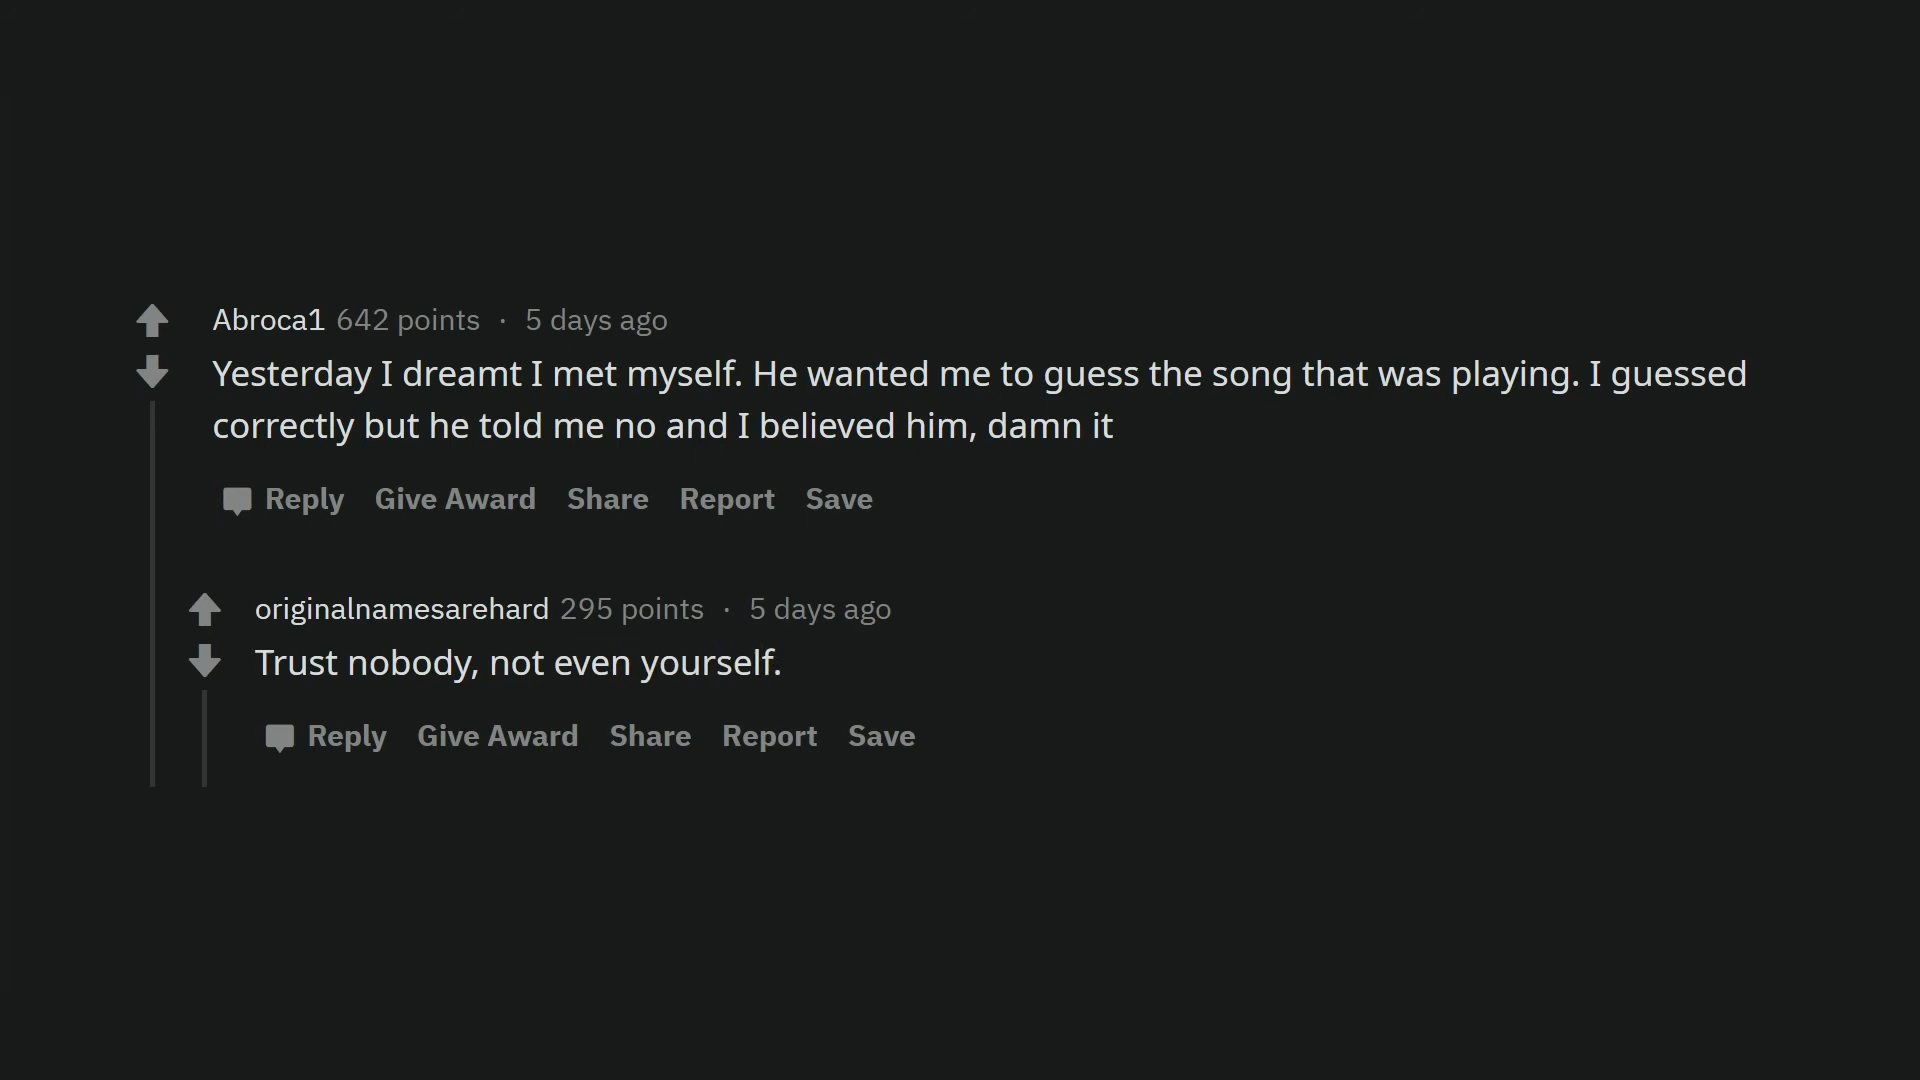 Abroca1 642 points · 5 days ago
Yesterday I dreamt I met myself. He wanted me to guess the song that was playing. I guessed
correctly but he told me no and I believed him, damn it
Reply Give Award Share Report Save
originalnamesarehard 295 points · 5 days ago
Trust nobody, not even yourself.
Reply Give Award Share Report Save